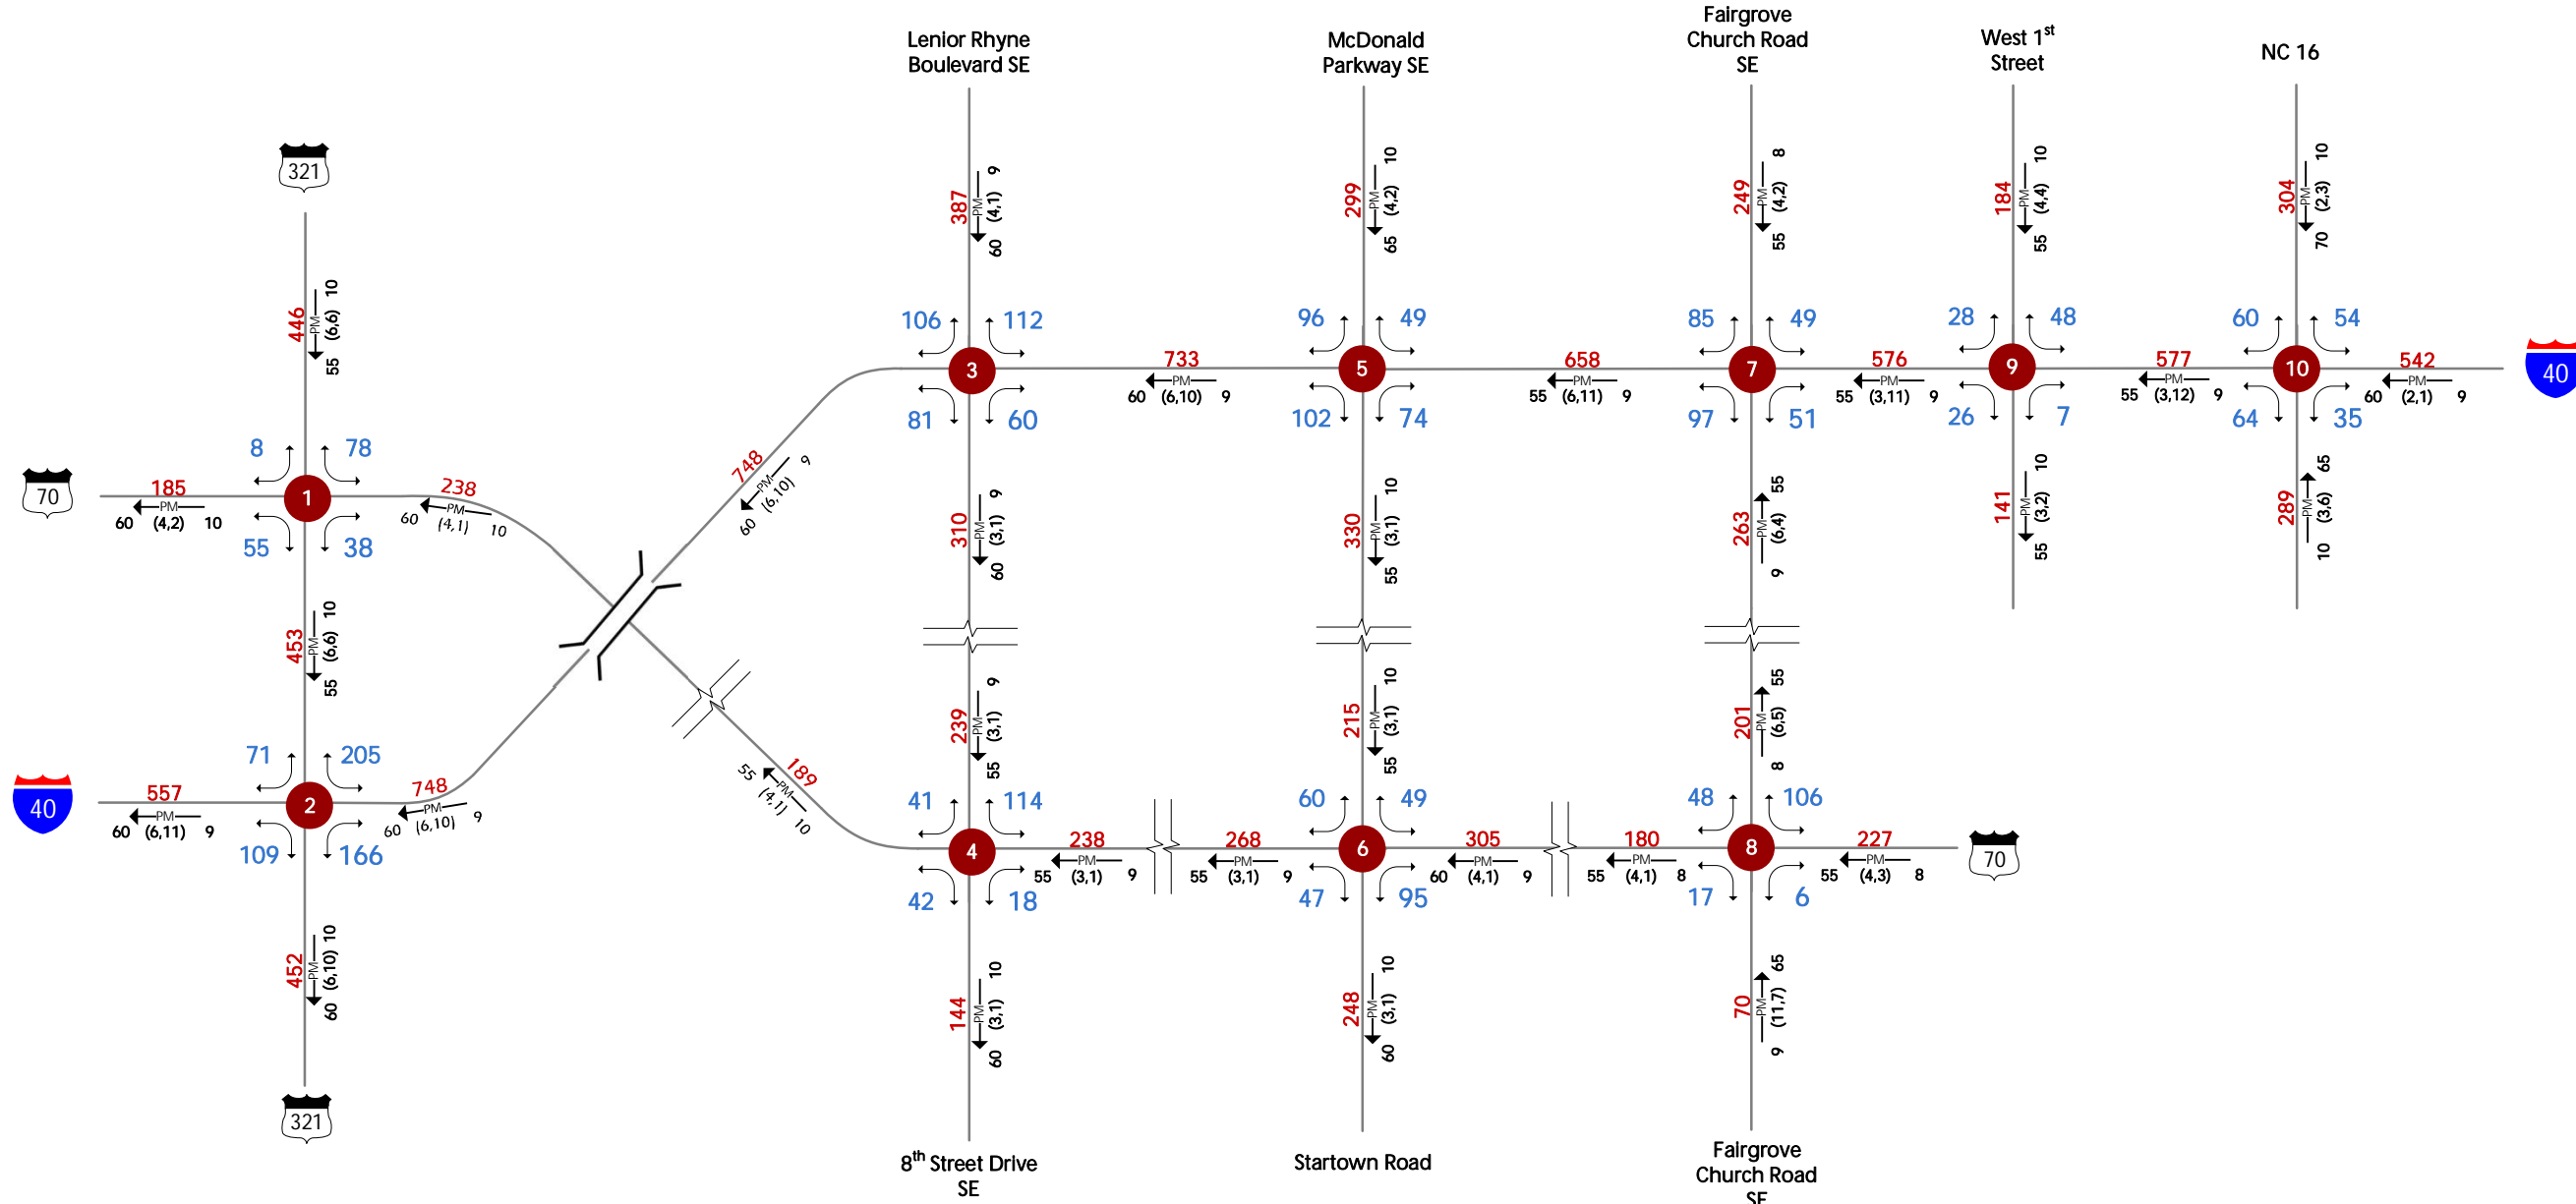 Lenior Rhyne
Boulevard SE
McDonald
Parkway SE
Fairgrove
Church Road
SE
West 1st
Street
NC 16
321
446
PM
(6,6)
10
55
387
PM
(4,1)
9
60
299
PM
(4,2)
10
65
249
PM
(4,2)
8
55
184
PM
(4,4)
10
55
304
PM
(2,3)
10
70
106
112
3
81
60
733
PM
60 (6,10) 9
96
49
5
102
74
658
PM
55 (6,11) 9
85
49
7
97
51
576
PM
55 (3,11) 9
28
48
9
26
7
577
PM
55 (3,12) 9
60
54
10
64
35
542
PM
60 (2,1) 9
40
70
185
PM
60 (4,2) 10
8
78
1
55
38
238
PM
60 (4,1) 10
748
PM
60 (6,10) 9
310
PM
(3,1)
9
60
330
PM
(3,1)
10
55
263
PM
(6,4)
55
9
141
PM
(3,2)
10
55
289
PM
(3,6)
65
10
453
PM
(6,6)
10
55
239
PM
(3,1)
9
55
215
PM
(3,1)
10
55
201
PM
(6,5)
55
8
40
557
PM
60 (6,11) 9
71
205
2
109
166
748
PM
60 (6,10) 9
189
PM
55 (4,1) 10
41
114
4
42
18
238
PM
55 (3,1) 9
268
PM
55 (3,1) 9
60
49
6
47
95
305
PM
60 (4,1) 9
180
PM
55 (4,1) 8
48
106
8
17
6
227
PM
55 (4,3) 8
70
452
PM
(6,10)
10
60
144
PM
(3,1)
10
60
248
PM
(3,1)
10
60
70
PM
(11,7)
65
9
321
8th Street Drive
SE
Startown Road
Fairgrove
Church Road
SE